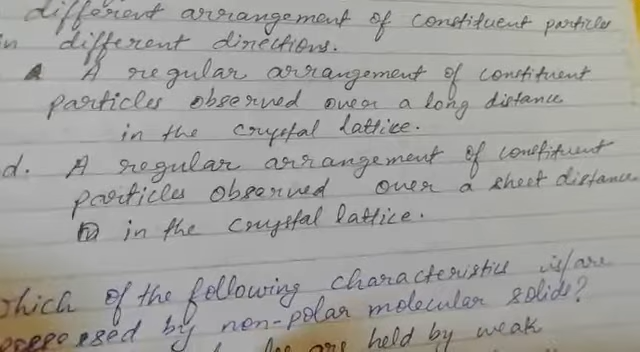 different arrangement of constituent particles
in different directions.
A regular arrangement of constituent
particles observed over a long distance
in the crystal lattice.
d. A regular arrangement of constituent
particles observed over a short distance
in the crystal lattice.
which of the following characteristics is/are
possessed by non-polar molecular solids?
are held by weak